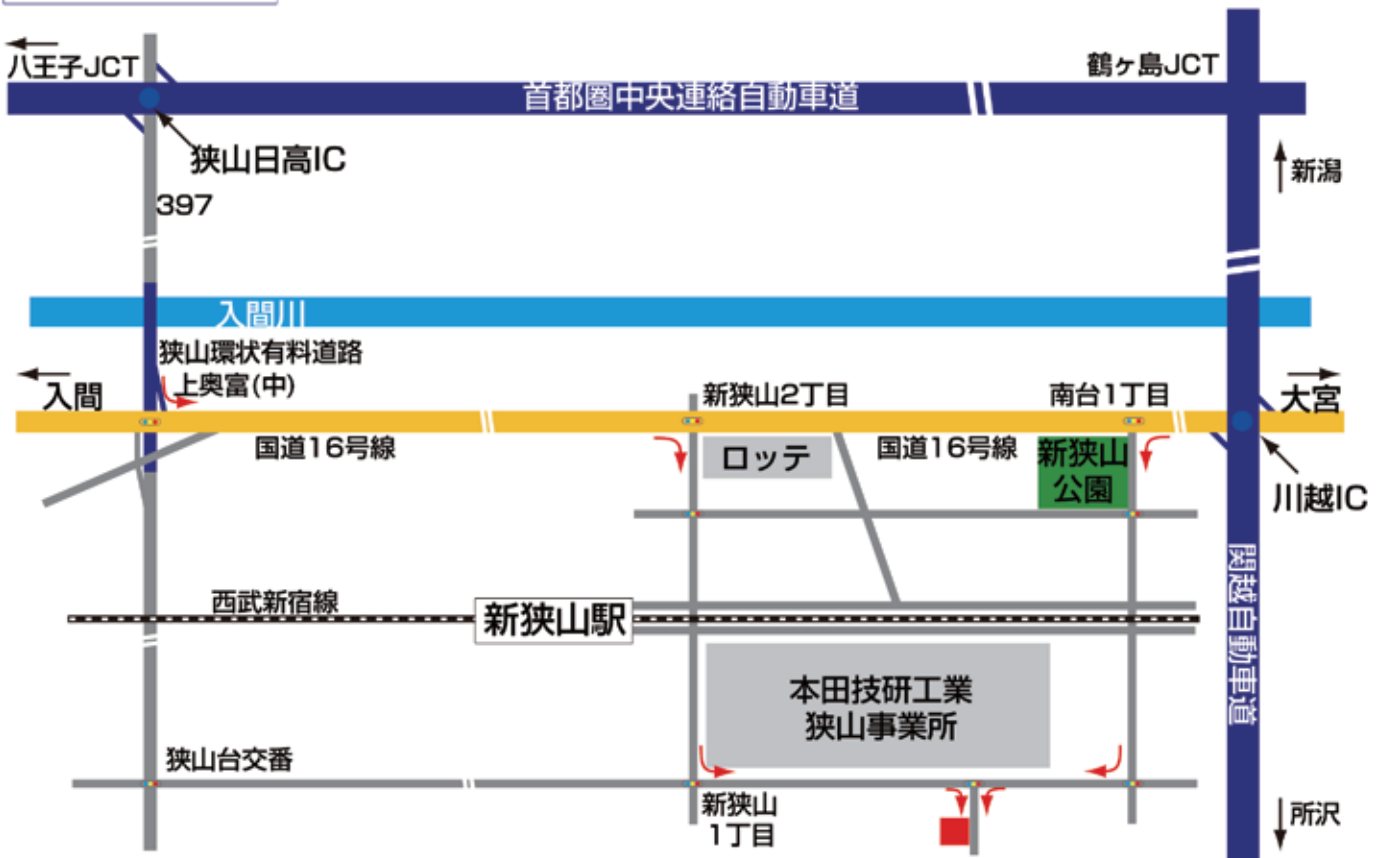 八王子JCT
鶴ヶ島JCT
首都圏中央連絡自動車道
狭山日高IC
新潟
397
入間川
狭山環状有料道路
上奥富(中)
入間
新狭山2丁目
南台1丁目
大宮
国道16号線
ロッテ
国道16号線
新狭山
公園
川越IC
関越自動車道
西武新宿線
新狭山駅
本田技研工業
狭山事業所
狭山台交番
新狭山
1丁目
所沢